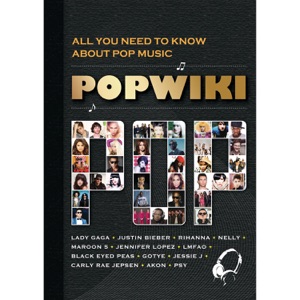 ALL YOU NEED TO KNOW
ABOUT POP MUSIC
POPWIKI
POP
LADY GAGA • JUSTIN BIEBER • RIHANNA • NELLY •
MAROON 5 • JENNIFER LOPEZ • LMFAO •
BLACK EYED PEAS • GOTYE • JESSIE J •
CARLY RAE JEPSEN • AKON • PSY